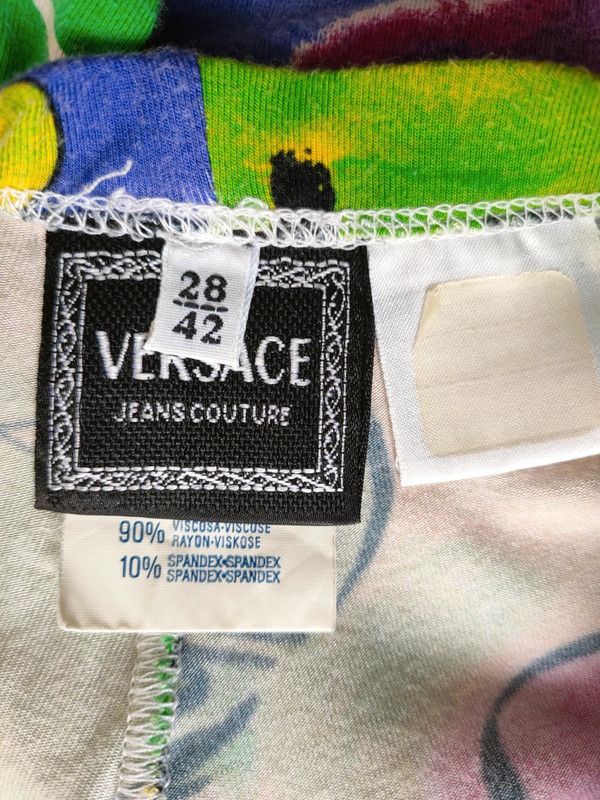 28
42
VERSACE
JEANS COUTURE
90% VISCOSA·VISCOSE
RAYON·VISKOSE
10% SPANDEX·SPANDEX
SPANDEX·SPANDEX